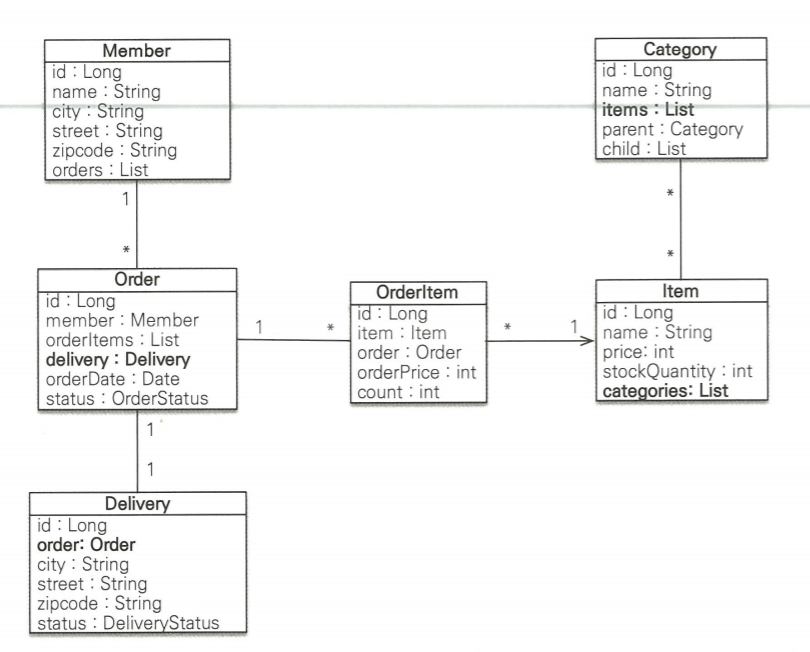 Member
id : Long
name : String
city : String
street : String
zipcode : String
orders : List
Category
id : Long
name : String
items : List
parent : Category
child : List
1
*
*
*
Order
id : Long
member : Member
orderItems : List
delivery : Delivery
orderDate : Date
status : OrderStatus
1
*
OrderItem
id : Long
item : Item
order : Order
orderPrice : int
count : int
*
1
Item
id : Long
name : String
price: int
stockQuantity : int
categories: List
1
1
Delivery
id : Long
order: Order
city : String
street : String
zipcode : String
status : DeliveryStatus